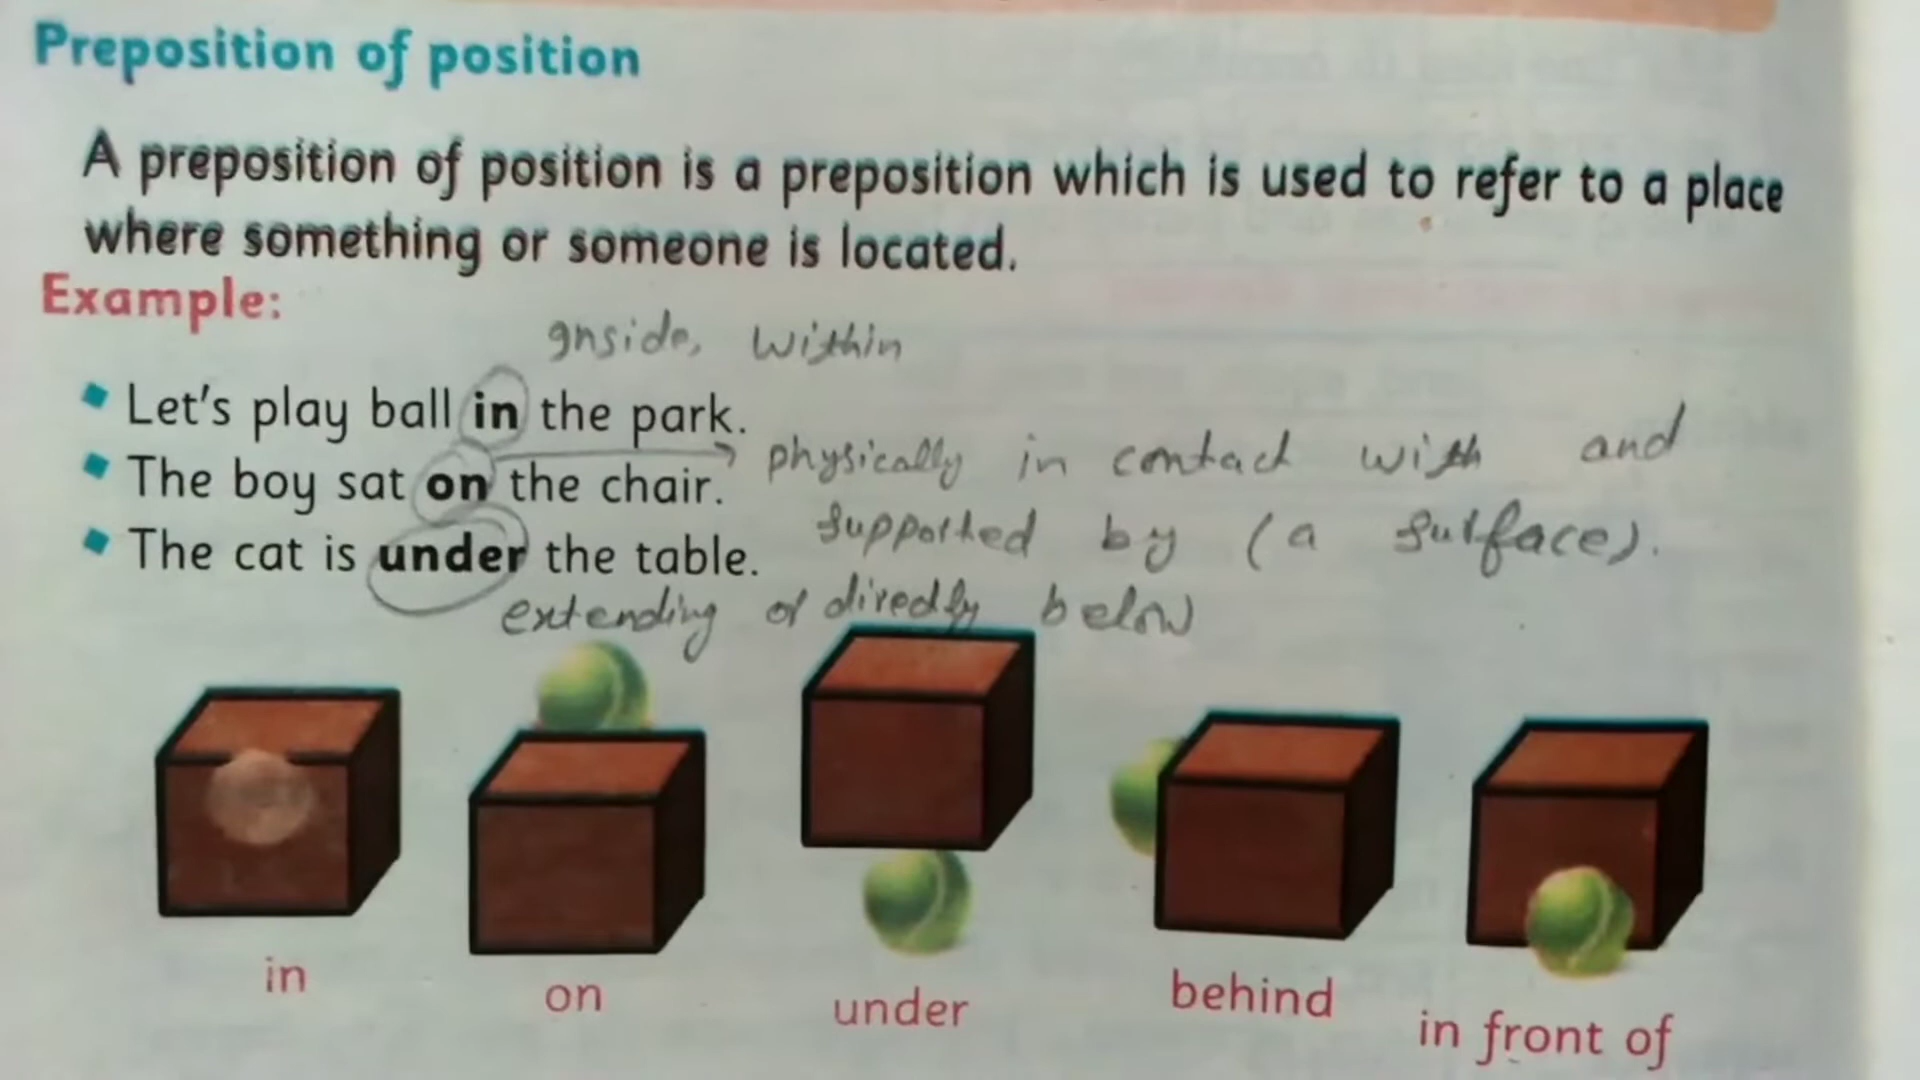 Preposition of position
A preposition of position is a preposition which is used to refer to a place
where something or someone is located.
Example:
gnside, within
Let's play ball in the park.
physically in contact with and
The boy sat on the chair.
supported by (a surface).
The cat is under the table.
extending or directly below
in
on
under
behind
in front of